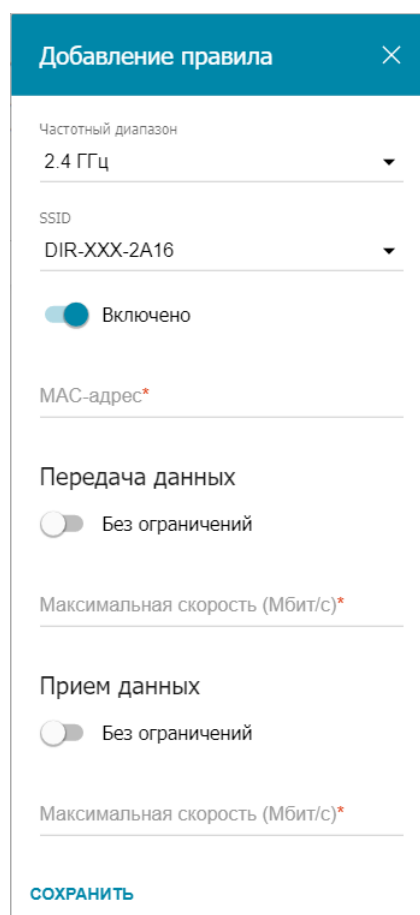 Добавление правила
Частотный диапазон
2.4 ГГц
SSID
DIR-XXX-2A16
Включено
MAC-адрес*
Передача данных
Без ограничений
Максимальная скорость (Мбит/с)*
Прием данных
Без ограничений
Максимальная скорость (Мбит/с)*
СОХРАНИТЬ